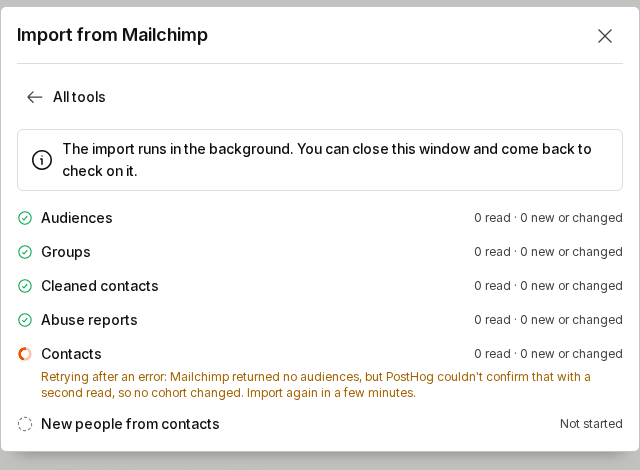 Import from Mailchimp
All tools
The import runs in the background. You can close this window and come back to
check on it.
Audiences 0 read · 0 new or changed
Groups 0 read · 0 new or changed
Cleaned contacts 0 read · 0 new or changed
Abuse reports 0 read · 0 new or changed
Contacts 0 read · 0 new or changed
Retrying after an error: Mailchimp returned no audiences, but PostHog couldn't confirm that with a
second read, so no cohort changed. Import again in a few minutes.
New people from contacts Not started